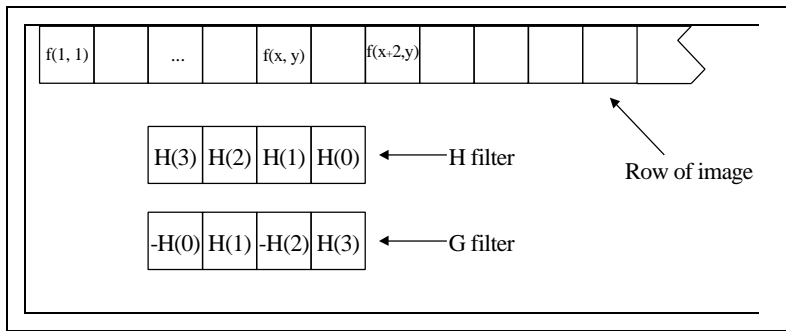 f(1, 1) ... f(x, y) f(x+2,y)
H(3) H(2) H(1) H(0) H filter
Row of image
-H(0) H(1) -H(2) H(3) G filter